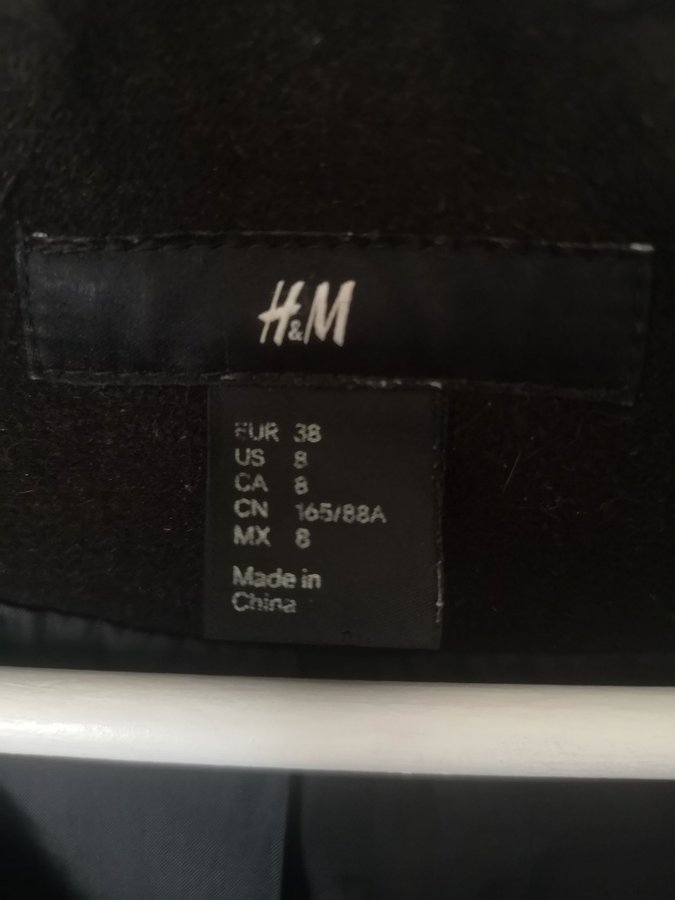 H&M
EUR 38
US 8
CA 8
CN 165/88A
MX 8
Made in
China